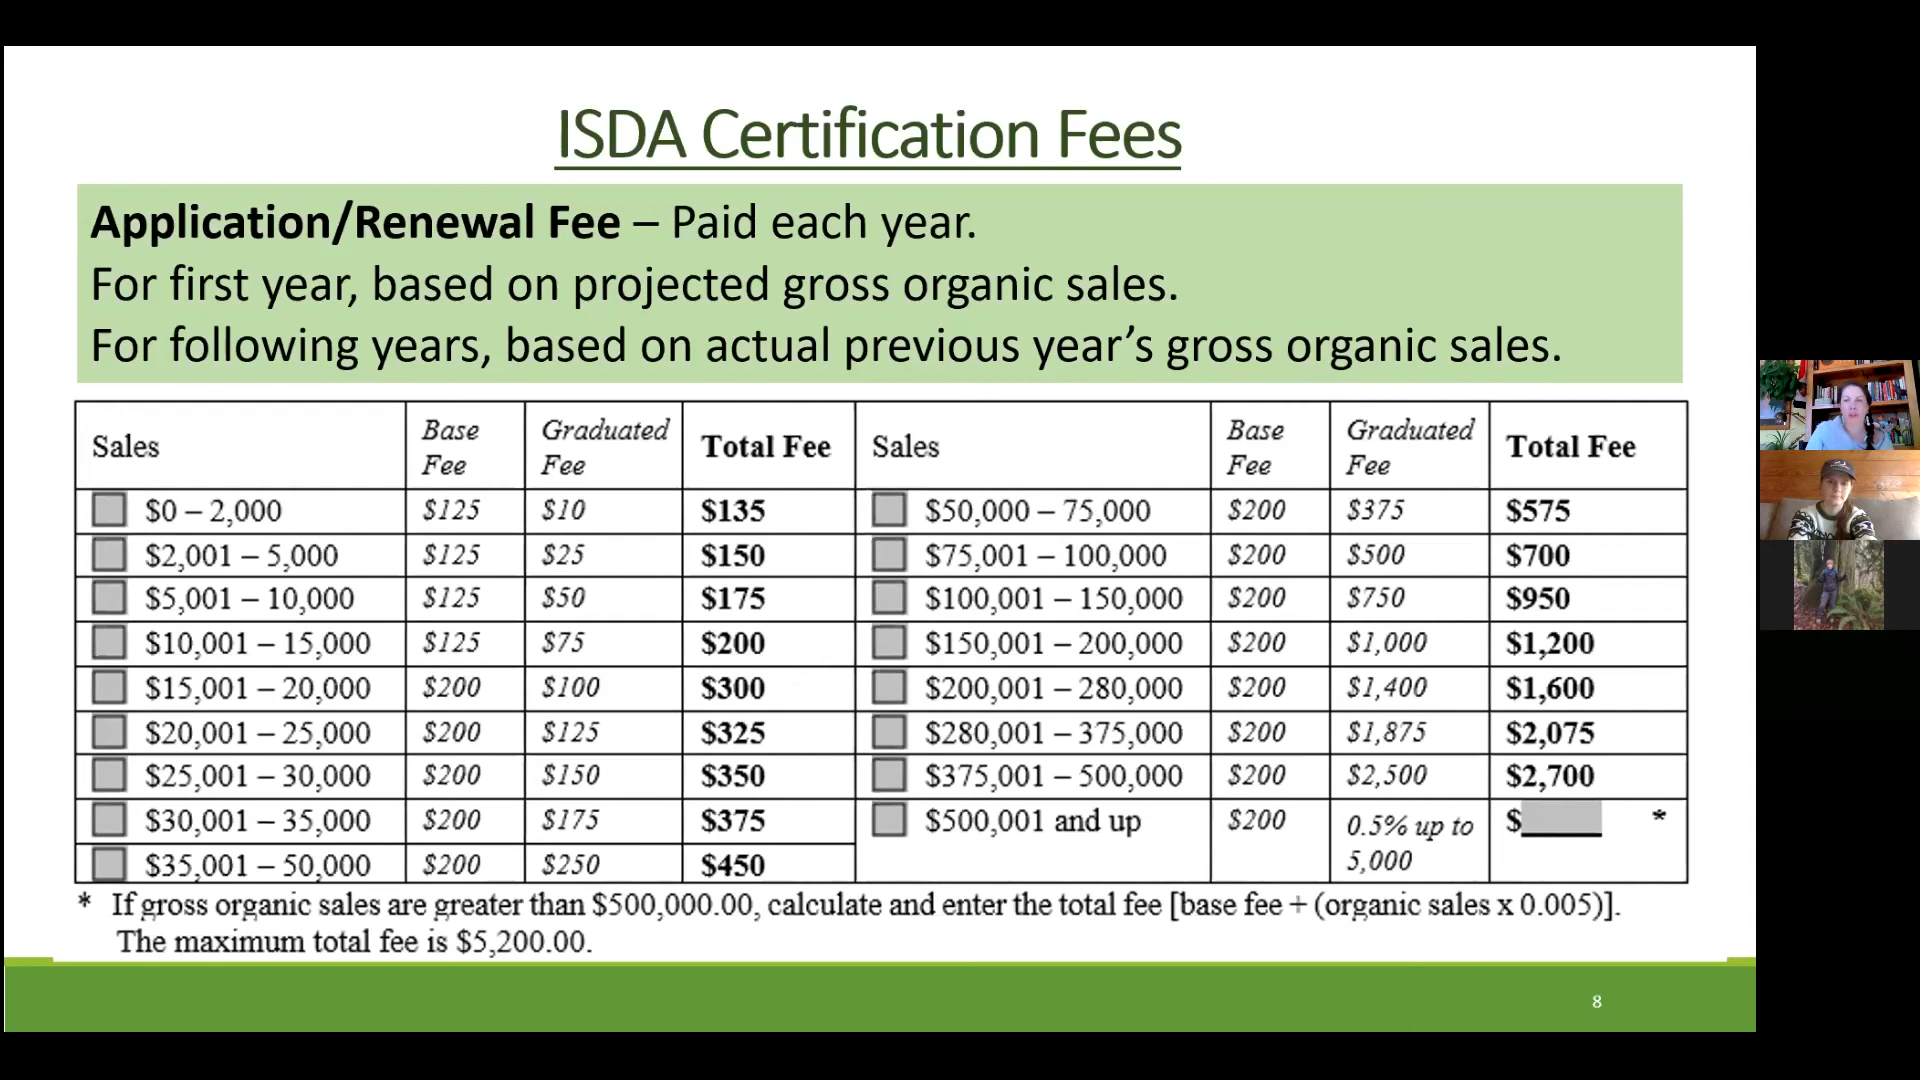 ISDA Certification Fees
Application/Renewal Fee – Paid each year.
For first year, based on projected gross organic sales.
For following years, based on actual previous year’s gross organic sales.
Sales Base Fee Graduated Fee Total Fee Sales Base Fee Graduated Fee Total Fee
$0 – 2,000 $125 $10 $135 $50,000 – 75,000 $200 $375 $575
$2,001 – 5,000 $125 $25 $150 $75,001 – 100,000 $200 $500 $700
$5,001 – 10,000 $125 $50 $175 $100,001 – 150,000 $200 $750 $950
$10,001 – 15,000 $125 $75 $200 $150,001 – 200,000 $200 $1,000 $1,200
$15,001 – 20,000 $200 $100 $300 $200,001 – 280,000 $200 $1,400 $1,600
$20,001 – 25,000 $200 $125 $325 $280,001 – 375,000 $200 $1,875 $2,075
$25,001 – 30,000 $200 $150 $350 $375,001 – 500,000 $200 $2,500 $2,700
$30,001 – 35,000 $200 $175 $375 $500,001 and up $200 0.5% up to 5,000 $ *
$35,001 – 50,000 $200 $250 $450
* If gross organic sales are greater than $500,000.00, calculate and enter the total fee [base fee + (organic sales x 0.005)].
The maximum total fee is $5,200.00.
8